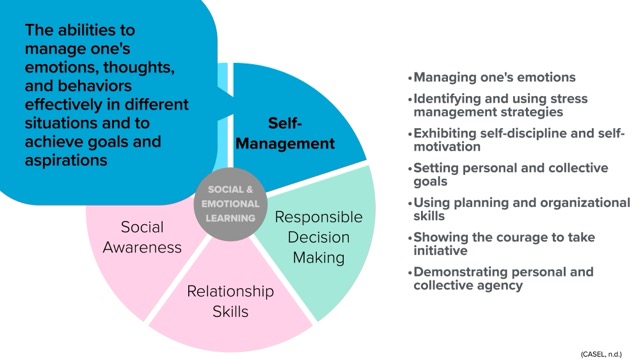 The abilities to
manage one's
emotions, thoughts,
and behaviors
effectively in different
situations and to
achieve goals and
aspirations
Self-
Management
SOCIAL &
EMOTIONAL
LEARNING
Social
Awareness
Responsible
Decision
Making
Relationship
Skills
•Managing one's emotions
•Identifying and using stress
management strategies
•Exhibiting self-discipline and self-
motivation
•Setting personal and collective
goals
•Using planning and organizational
skills
•Showing the courage to take
initiative
•Demonstrating personal and
collective agency
(CASEL, n.d.)